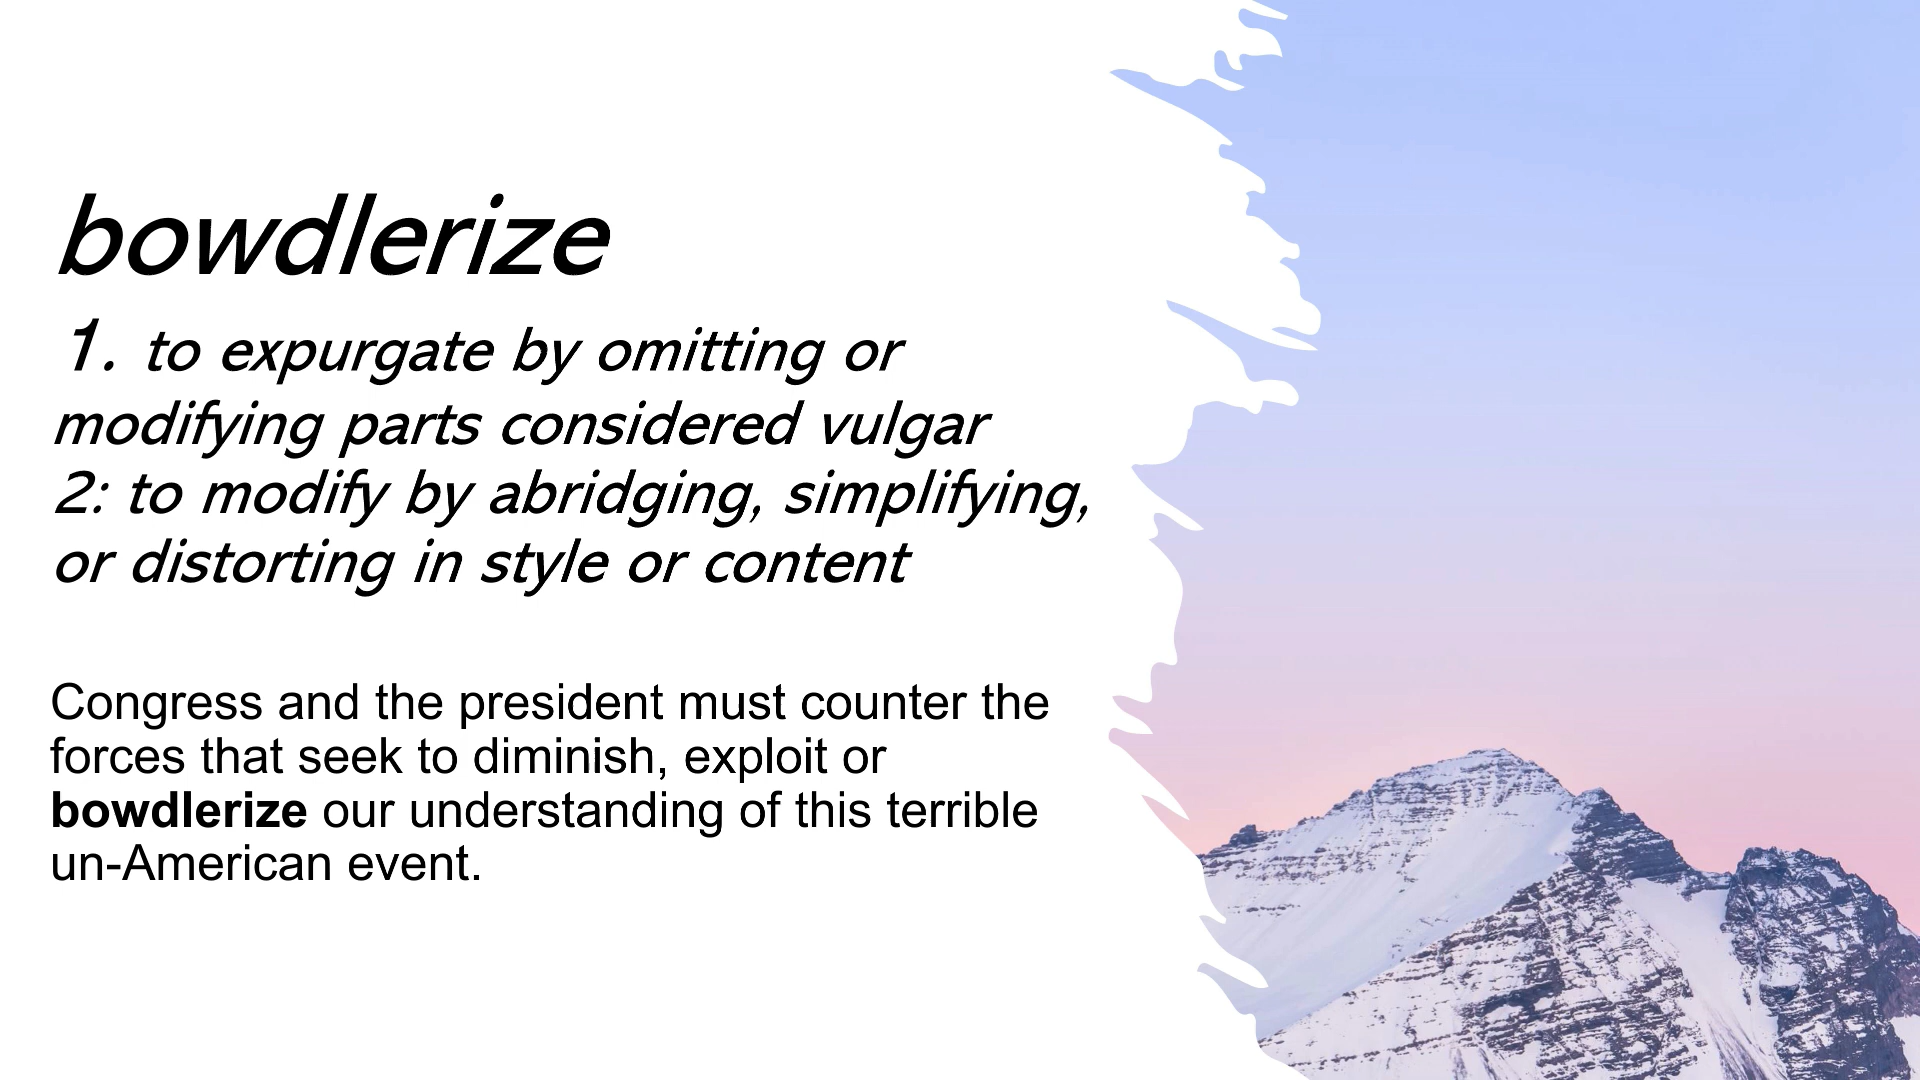 bowdlerize
1. to expurgate by omitting or
modifying parts considered vulgar
2: to modify by abridging, simplifying,
or distorting in style or content
Congress and the president must counter the
forces that seek to diminish, exploit or
bowdlerize our understanding of this terrible
un-American event.